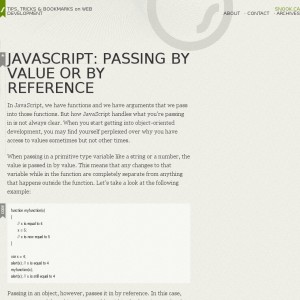 TIPS, TRICKS & BOOKMARKS on WEB
DEVELOPMENT
ABOUT · CONTACT · ARCHIVES
JAVASCRIPT: PASSING BY
VALUE OR BY
REFERENCE
In JavaScript, we have functions and we have arguments that we pass
into those functions. But how JavaScript handles what you're passing
in is not always clear. When you start getting into object-oriented
development, you may find yourself perplexed over why you have
access to values sometimes but not other times.
When passing in a primitive type variable like a string or a number, the
value is passed in by value. This means that any changes to that
variable while in the function are completely separate from anything
that happens outside the function. Let's take a look at the following
example:
function myfunction(x)
{
// x is equal to 4
x = 5;
// x is now equal to 5
}
var x = 4;
alert(x); // x is equal to 4
myfunction(x);
alert(x); // x is still equal to 4
Passing in an object, however, passes it in by reference. In this case,